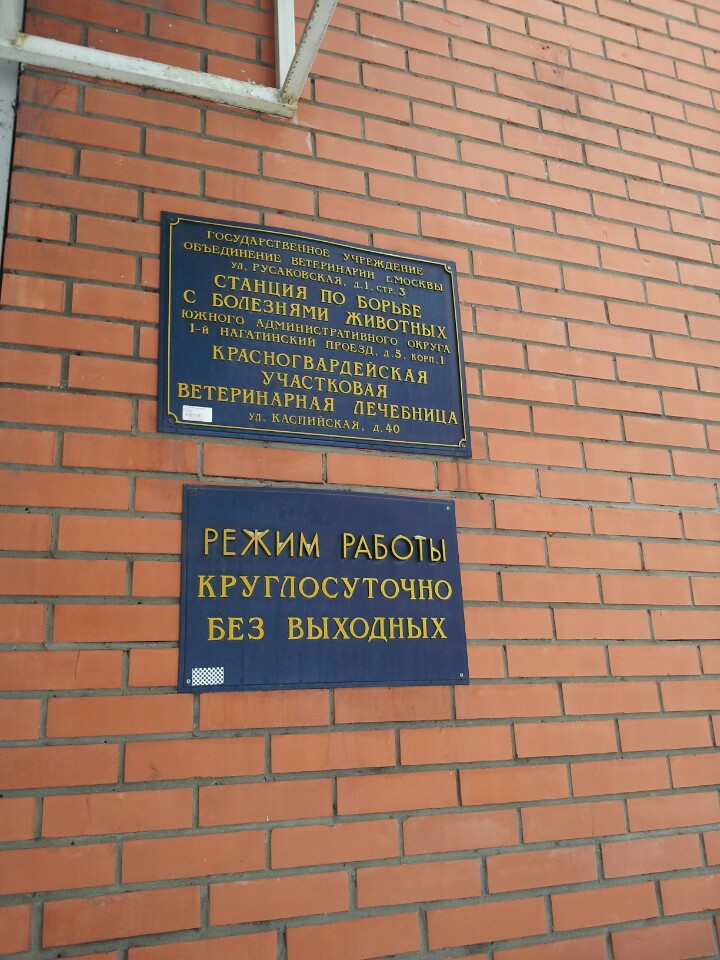 ГОСУДАРСТВЕННОЕ УЧРЕЖДЕНИЕ
ОБЪЕДИНЕНИЕ ВЕТЕРИНАРИИ г.МОСКВЫ
УЛ. РУСАКОВСКАЯ, Д.1, СТР.3
СТАНЦИЯ ПО БОРЬБЕ
С БОЛЕЗНЯМИ ЖИВОТНЫХ
ЮЖНОГО АДМИНИСТРАТИВНОГО ОКРУГА
1-Й НАГАТИНСКИЙ ПРОЕЗД, Д.5, КОРП.1
КРАСНОГВАРДЕЙСКАЯ
УЧАСТКОВАЯ
ВЕТЕРИНАРНАЯ ЛЕЧЕБНИЦА
УЛ. КАСПИЙСКАЯ, Д.40
РЕЖИМ РАБОТЫ
КРУГЛОСУТОЧНО
БЕЗ ВЫХОДНЫХ